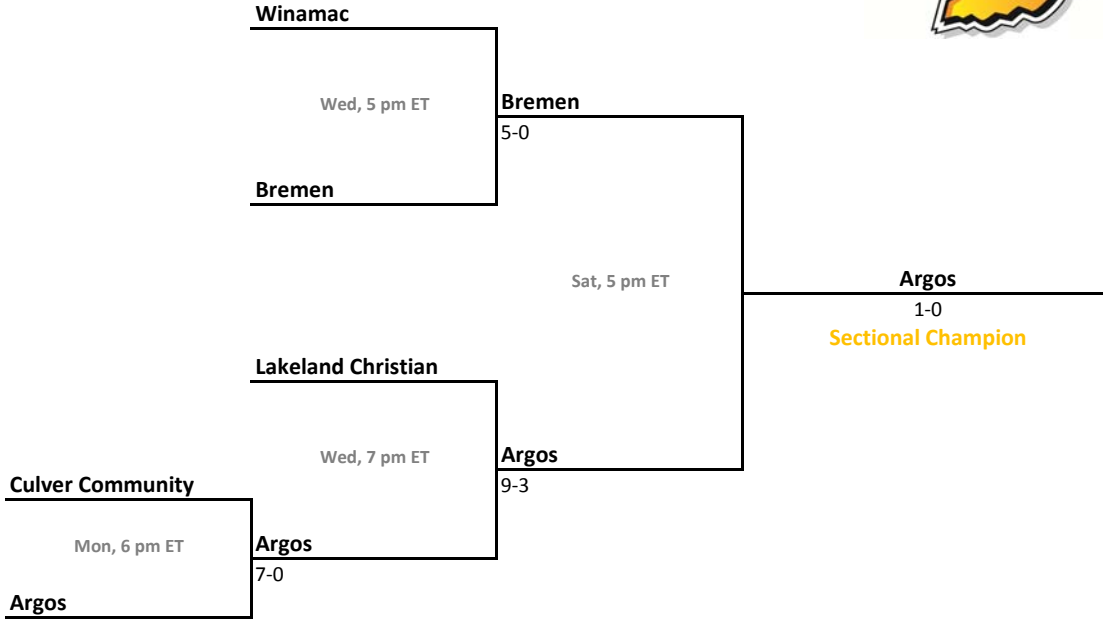 Winamac
Wed, 5 pm ET
Bremen
5-0
Bremen
Sat, 5 pm ET
Argos
1-0
Sectional Champion
Lakeland Christian
Wed, 7 pm ET
Argos
9-3
Culver Community
Mon, 6 pm ET
Argos
7-0
Argos